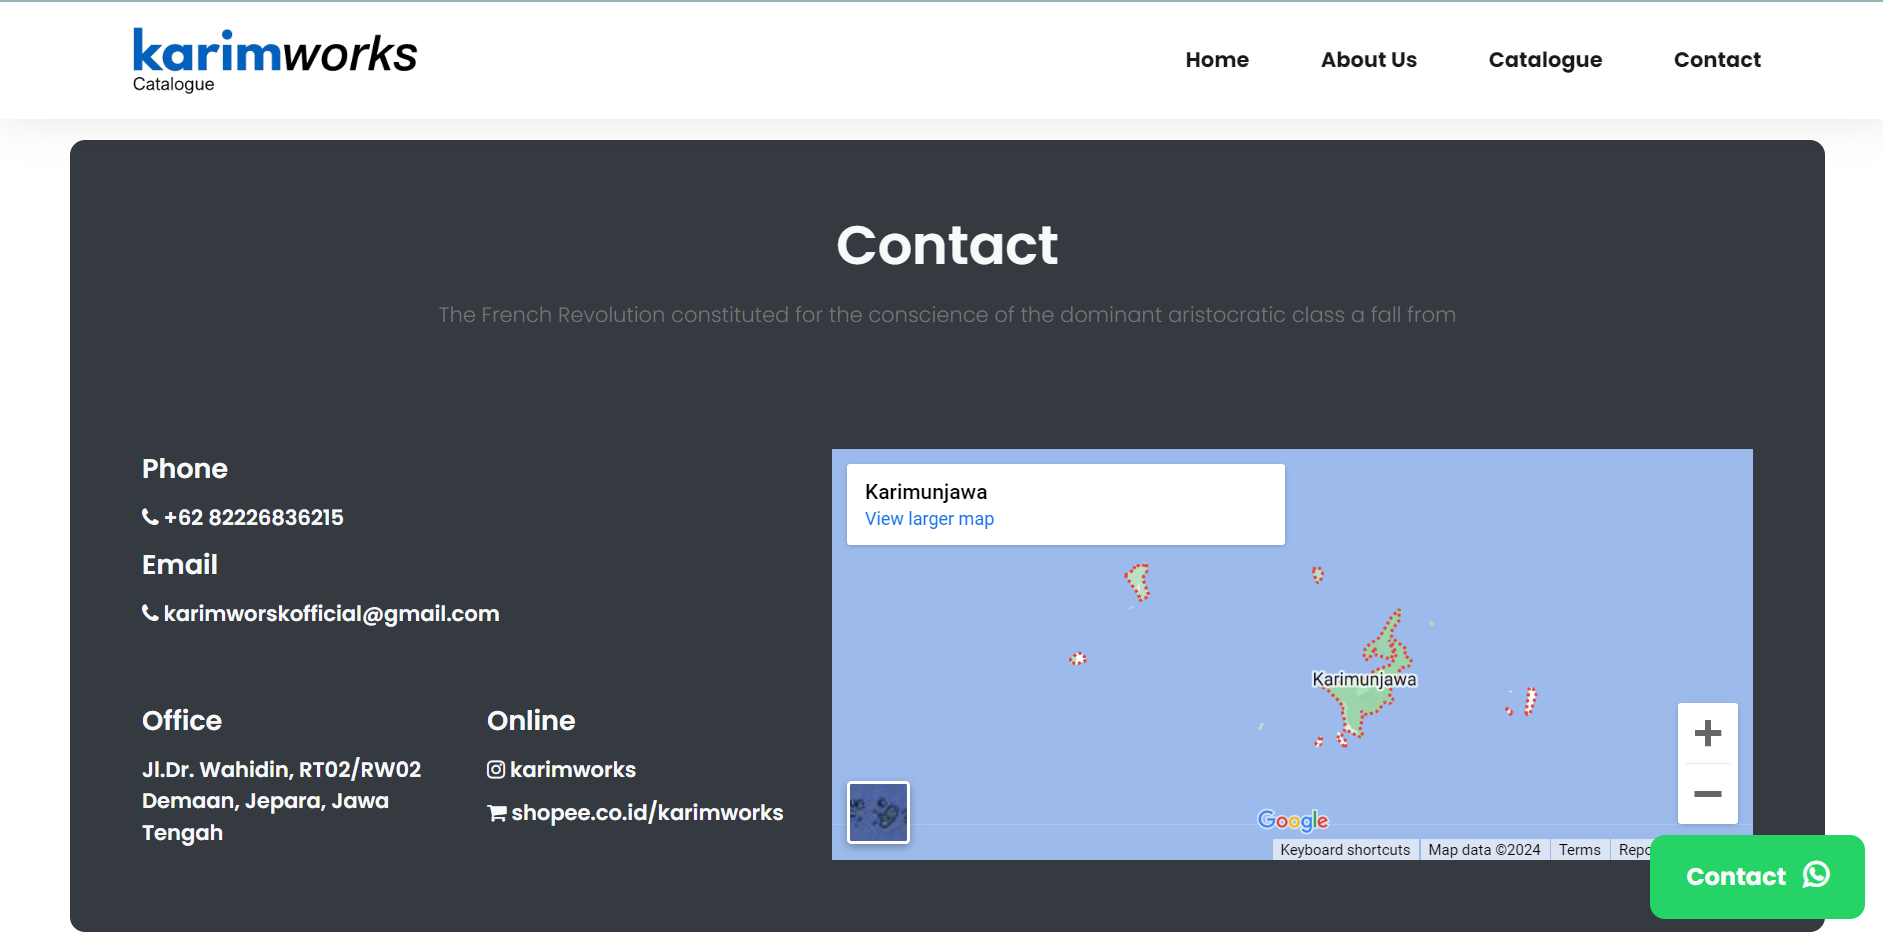 karimworks
Catalogue
Home
About Us
Catalogue
Contact
Contact
The French Revolution constituted for the conscience of the dominant aristocratic class a fall from
Phone
+62 82226836215
Email
karimworskofficial@gmail.com
Office
Jl.Dr. Wahidin, RT02/RW02
Demaan, Jepara, Jawa
Tengah
Online
karimworks
shopee.co.id/karimworks
Karimunjawa
View larger map
Karimunjawa
Google
Keyboard shortcuts
Map data ©2024
Terms
Repo
Contact